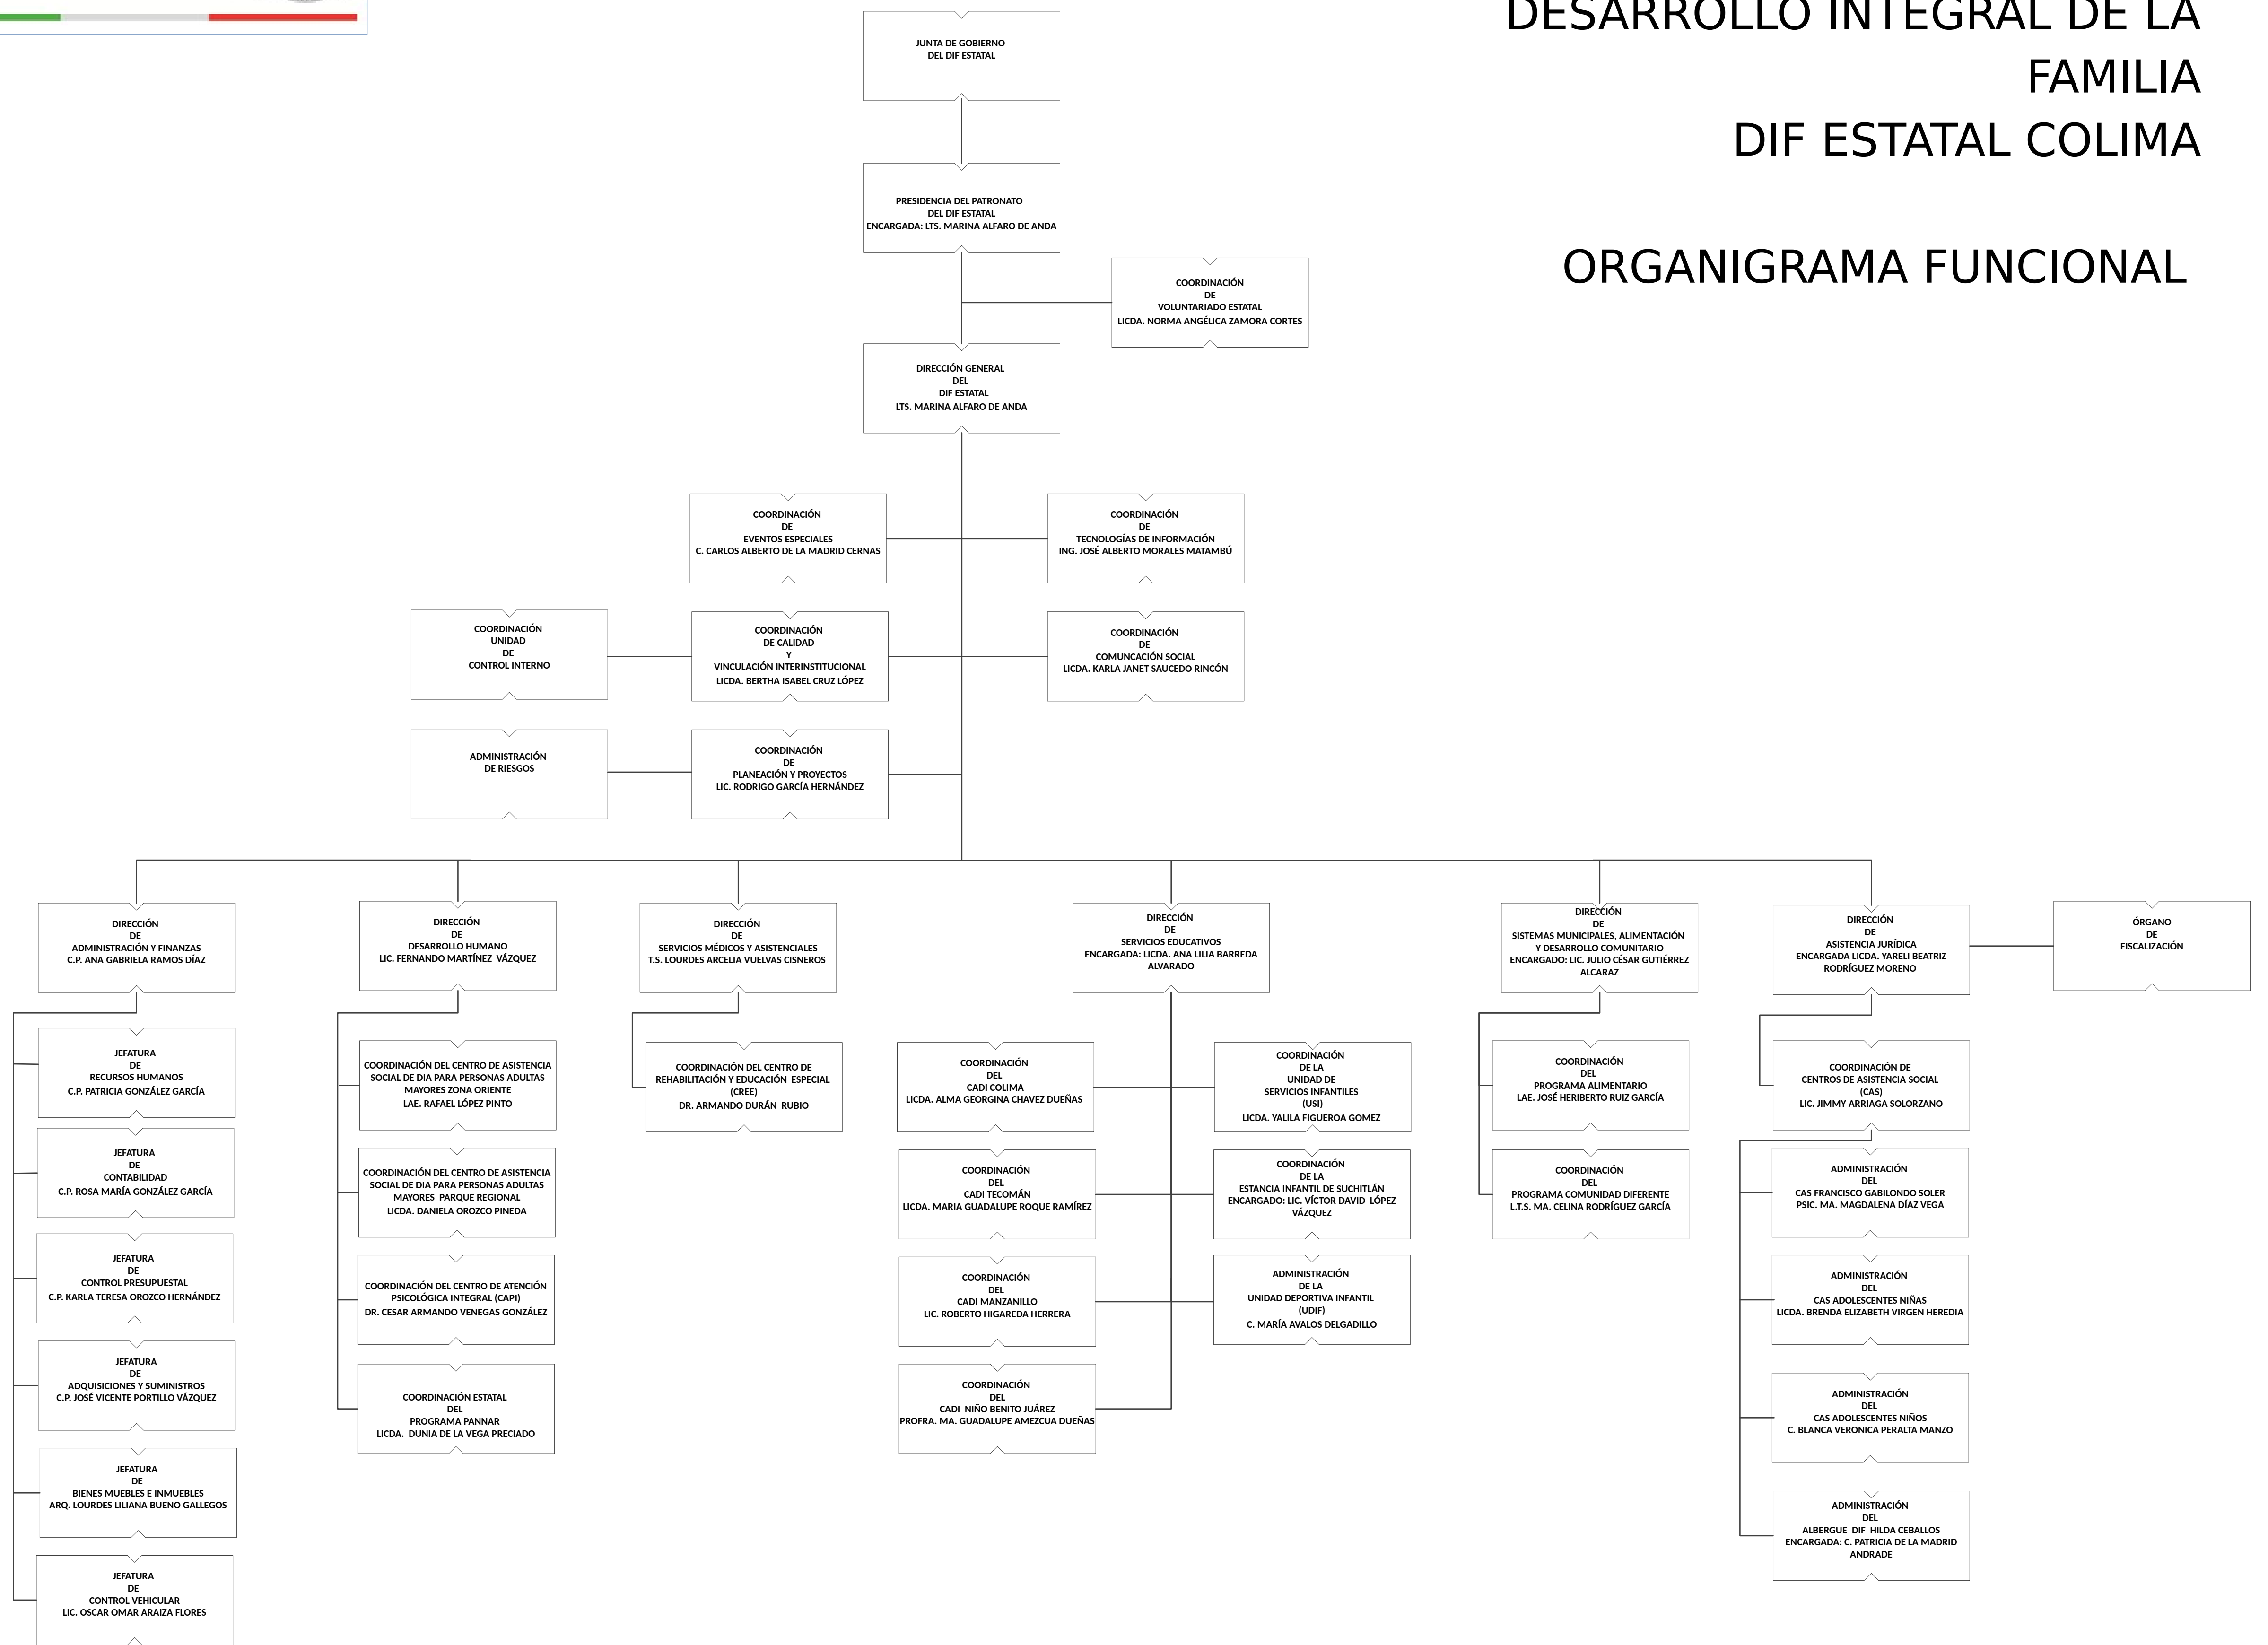 DESARROLLO INTEGRAL DE LA
FAMILIA
DIF ESTATAL COLIMA
ORGANIGRAMA FUNCIONAL
JUNTA DE GOBIERNO
DEL DIF ESTATAL
PRESIDENCIA DEL PATRONATO
DEL DIF ESTATAL
ENCARGADA: LTS. MARINA ALFARO DE ANDA
COORDINACIÓN
DE
VOLUNTARIADO ESTATAL
LICDA. NORMA ANGÉLICA ZAMORA CORTES
DIRECCIÓN GENERAL
DEL
DIF ESTATAL
LTS. MARINA ALFARO DE ANDA
COORDINACIÓN
DE
EVENTOS ESPECIALES
C. CARLOS ALBERTO DE LA MADRID CERNAS
COORDINACIÓN
DE
TECNOLOGÍAS DE INFORMACIÓN
ING. JOSÉ ALBERTO MORALES MATAMBÚ
COORDINACIÓN
UNIDAD
DE
CONTROL INTERNO
COORDINACIÓN
DE CALIDAD
Y
VINCULACIÓN INTERINSTITUCIONAL
LICDA. BERTHA ISABEL CRUZ LÓPEZ
COORDINACIÓN
DE
COMUNCACIÓN SOCIAL
LICDA. KARLA JANET SAUCEDO RINCÓN
ADMINISTRACIÓN
DE RIESGOS
COORDINACIÓN
DE
PLANEACIÓN Y PROYECTOS
LIC. RODRIGO GARCÍA HERNÁNDEZ
DIRECCIÓN
DE
ADMINISTRACIÓN Y FINANZAS
C.P. ANA GABRIELA RAMOS DÍAZ
DIRECCIÓN
DE
DESARROLLO HUMANO
LIC. FERNANDO MARTÍNEZ VÁZQUEZ
DIRECCIÓN
DE
SERVICIOS MÉDICOS Y ASISTENCIALES
T.S. LOURDES ARCELIA VUELVAS CISNEROS
DIRECCIÓN
DE
SERVICIOS EDUCATIVOS
ENCARGADA: LICDA. ANA LILIA BARREDA
ALVARADO
DIRECCIÓN
DE
SISTEMAS MUNICIPALES, ALIMENTACIÓN
Y DESARROLLO COMUNITARIO
ENCARGADO: LIC. JULIO CÉSAR GUTIÉRREZ
ALCARAZ
DIRECCIÓN
DE
ASISTENCIA JURÍDICA
ENCARGADA LICDA. YARELI BEATRIZ
RODRÍGUEZ MORENO
ÓRGANO
DE
FISCALIZACIÓN
JEFATURA
DE
RECURSOS HUMANOS
C.P. PATRICIA GONZÁLEZ GARCÍA
JEFATURA
DE
CONTABILIDAD
C.P. ROSA MARÍA GONZÁLEZ GARCÍA
JEFATURA
DE
CONTROL PRESUPUESTAL
C.P. KARLA TERESA OROZCO HERNÁNDEZ
JEFATURA
DE
ADQUISICIONES Y SUMINISTROS
C.P. JOSÉ VICENTE PORTILLO VÁZQUEZ
JEFATURA
DE
BIENES MUEBLES E INMUEBLES
ARQ. LOURDES LILIANA BUENO GALLEGOS
JEFATURA
DE
CONTROL VEHICULAR
LIC. OSCAR OMAR ARAIZA FLORES
COORDINACIÓN DEL CENTRO DE ASISTENCIA
SOCIAL DE DIA PARA PERSONAS ADULTAS
MAYORES ZONA ORIENTE
LAE. RAFAEL LÓPEZ PINTO
COORDINACIÓN DEL CENTRO DE ASISTENCIA
SOCIAL DE DIA PARA PERSONAS ADULTAS
MAYORES PARQUE REGIONAL
LICDA. DANIELA OROZCO PINEDA
COORDINACIÓN DEL CENTRO DE ATENCIÓN
PSICOLÓGICA INTEGRAL (CAPI)
DR. CESAR ARMANDO VENEGAS GONZÁLEZ
COORDINACIÓN ESTATAL
DEL
PROGRAMA PANNAR
LICDA. DUNIA DE LA VEGA PRECIADO
COORDINACIÓN DEL CENTRO DE
REHABILITACIÓN Y EDUCACIÓN ESPECIAL
(CREE)
DR. ARMANDO DURÁN RUBIO
COORDINACIÓN
DEL
CADI COLIMA
LICDA. ALMA GEORGINA CHAVEZ DUEÑAS
COORDINACIÓN
DEL
CADI TECOMÁN
LICDA. MARIA GUADALUPE ROQUE RAMÍREZ
COORDINACIÓN
DEL
CADI MANZANILLO
LIC. ROBERTO HIGAREDA HERRERA
COORDINACIÓN
DEL
CADI NIÑO BENITO JUÁREZ
PROFRA. MA. GUADALUPE AMEZCUA DUEÑAS
COORDINACIÓN
DE LA
UNIDAD DE
SERVICIOS INFANTILES
(USI)
LICDA. YALILA FIGUEROA GOMEZ
COORDINACIÓN
DE LA
ESTANCIA INFANTIL DE SUCHITLÁN
ENCARGADO: LIC. VÍCTOR DAVID LÓPEZ
VÁZQUEZ
ADMINISTRACIÓN
DE LA
UNIDAD DEPORTIVA INFANTIL
(UDIF)
C. MARÍA AVALOS DELGADILLO
COORDINACIÓN
DEL
PROGRAMA ALIMENTARIO
LAE. JOSÉ HERIBERTO RUIZ GARCÍA
COORDINACIÓN
DEL
PROGRAMA COMUNIDAD DIFERENTE
L.T.S. MA. CELINA RODRÍGUEZ GARCÍA
COORDINACIÓN DE
CENTROS DE ASISTENCIA SOCIAL
(CAS)
LIC. JIMMY ARRIAGA SOLORZANO
ADMINISTRACIÓN
DEL
CAS FRANCISCO GABILONDO SOLER
PSIC. MA. MAGDALENA DÍAZ VEGA
ADMINISTRACIÓN
DEL
CAS ADOLESCENTES NIÑAS
LICDA. BRENDA ELIZABETH VIRGEN HEREDIA
ADMINISTRACIÓN
DEL
CAS ADOLESCENTES NIÑOS
C. BLANCA VERONICA PERALTA MANZO
ADMINISTRACIÓN
DEL
ALBERGUE DIF HILDA CEBALLOS
ENCARGADA: C. PATRICIA DE LA MADRID
ANDRADE